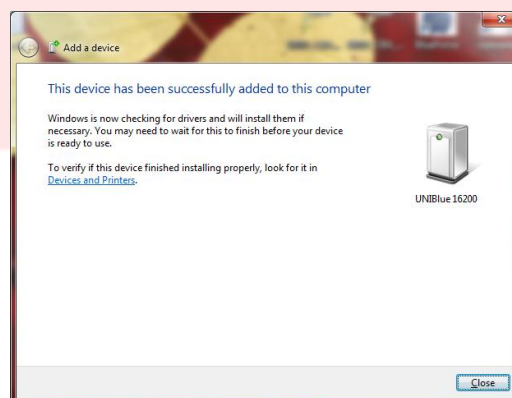 Add a device
This device has been successfully added to this computer
Windows is now checking for drivers and will install them if
necessary. You may need to wait for this to finish before your device
is ready to use.
To verify if this device finished installing properly, look for it in
Devices and Printers.
UNIBlue 16200
Close